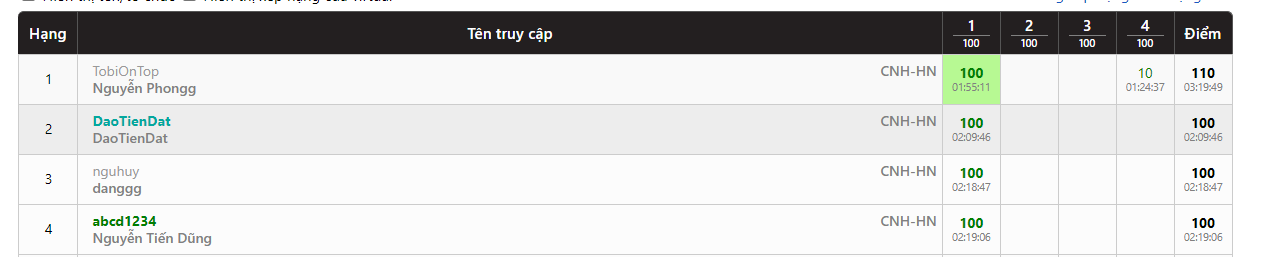 Hạng Tên truy cập 1 2 3 4 Điểm
100 100 100 100
1 TobiOnTop CNH-HN 100 10 110
Nguyễn Phongg 01:55:11 01:24:37 03:19:49
2 DaoTienDat CNH-HN 100 100
DaoTienDat 02:09:46 02:09:46
3 nguhuy CNH-HN 100 100
danggg 02:18:47 02:18:47
4 abcd1234 CNH-HN 100 100
Nguyễn Tiến Dũng 02:19:06 02:19:06